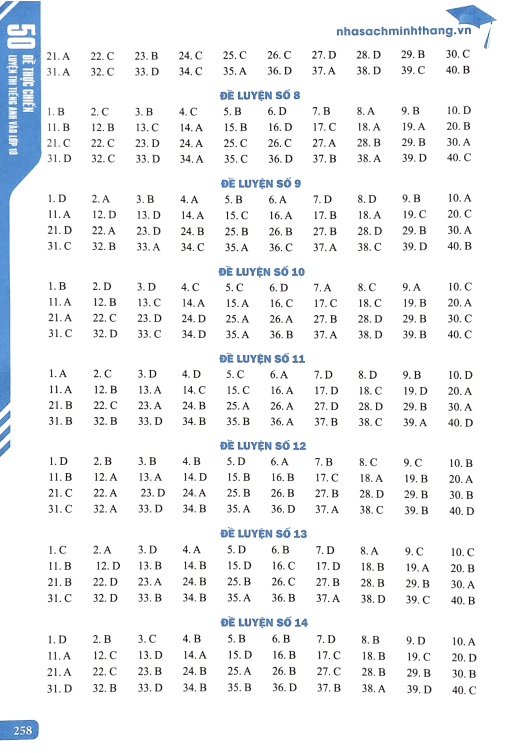 50 ĐỀ THỰC CHIẾN
LUYỆN THI TIẾNG ANH VÀO LỚP 10
nhasachminhthang.vn
21. A 22. C 23. B 24. C 25. C 26. C 27. D 28. D 29. B 30. C
31. A 32. C 33. D 34. C 35. A 36. D 37. A 38. D 39. C 40. B
ĐỀ LUYỆN SỐ 8
1. B 2. C 3. B 4. C 5. B 6. D 7. B 8. A 9. B 10. D
11. B 12. B 13. C 14. A 15. B 16. D 17. C 18. A 19. A 20. B
21. C 22. C 23. D 24. A 25. C 26. C 27. A 28. B 29. B 30. A
31. D 32. C 33. D 34. A 35. C 36. D 37. B 38. A 39. D 40. C
ĐỀ LUYỆN SỐ 9
1. D 2. A 3. B 4. A 5. B 6. A 7. D 8. D 9. B 10. A
11. A 12. D 13. D 14. A 15. C 16. A 17. B 18. A 19. C 20. C
21. D 22. A 23. D 24. B 25. B 26. B 27. B 28. D 29. B 30. A
31. C 32. B 33. A 34. C 35. A 36. C 37. A 38. C 39. D 40. B
ĐỀ LUYỆN SỐ 10
1. B 2. D 3. D 4. C 5. C 6. D 7. A 8. C 9. A 10. C
11. A 12. B 13. C 14. A 15. A 16. C 17. C 18. C 19. B 20. A
21. A 22. C 23. D 24. D 25. A 26. A 27. B 28. D 29. B 30. C
31. C 32. D 33. C 34. D 35. A 36. B 37. A 38. D 39. B 40. C
ĐỀ LUYỆN SỐ 11
1. A 2. C 3. D 4. D 5. C 6. A 7. D 8. D 9. B 10. D
11. A 12. B 13. A 14. C 15. C 16. A 17. D 18. C 19. D 20. A
21. B 22. C 23. A 24. B 25. A 26. A 27. D 28. D 29. B 30. A
31. B 32. B 33. D 34. B 35. B 36. A 37. B 38. C 39. A 40. D
ĐỀ LUYỆN SỐ 12
1. D 2. B 3. B 4. B 5. D 6. A 7. B 8. C 9. C 10. B
11. B 12. A 13. A 14. D 15. B 16. B 17. C 18. A 19. B 20. A
21. C 22. A 23. D 24. A 25. B 26. B 27. B 28. D 29. B 30. B
31. C 32. A 33. D 34. B 35. A 36. D 37. A 38. C 39. B 40. D
ĐỀ LUYỆN SỐ 13
1. C 2. A 3. D 4. A 5. D 6. B 7. D 8. A 9. C 10. C
11. B 12. D 13. B 14. B 15. D 16. C 17. D 18. B 19. A 20. B
21. B 22. D 23. A 24. B 25. B 26. C 27. B 28. B 29. B 30. A
31. C 32. D 33. B 34. B 35. A 36. B 37. A 38. D 39. C 40. B
ĐỀ LUYỆN SỐ 14
1. D 2. B 3. C 4. B 5. B 6. B 7. D 8. B 9. D 10. A
11. A 12. C 13. D 14. A 15. D 16. B 17. C 18. B 19. C 20. D
21. A 22. C 23. B 24. B 25. A 26. B 27. C 28. B 29. B 30. B
31. D 32. B 33. D 34. B 35. B 36. D 37. B 38. A 39. D 40. C
258